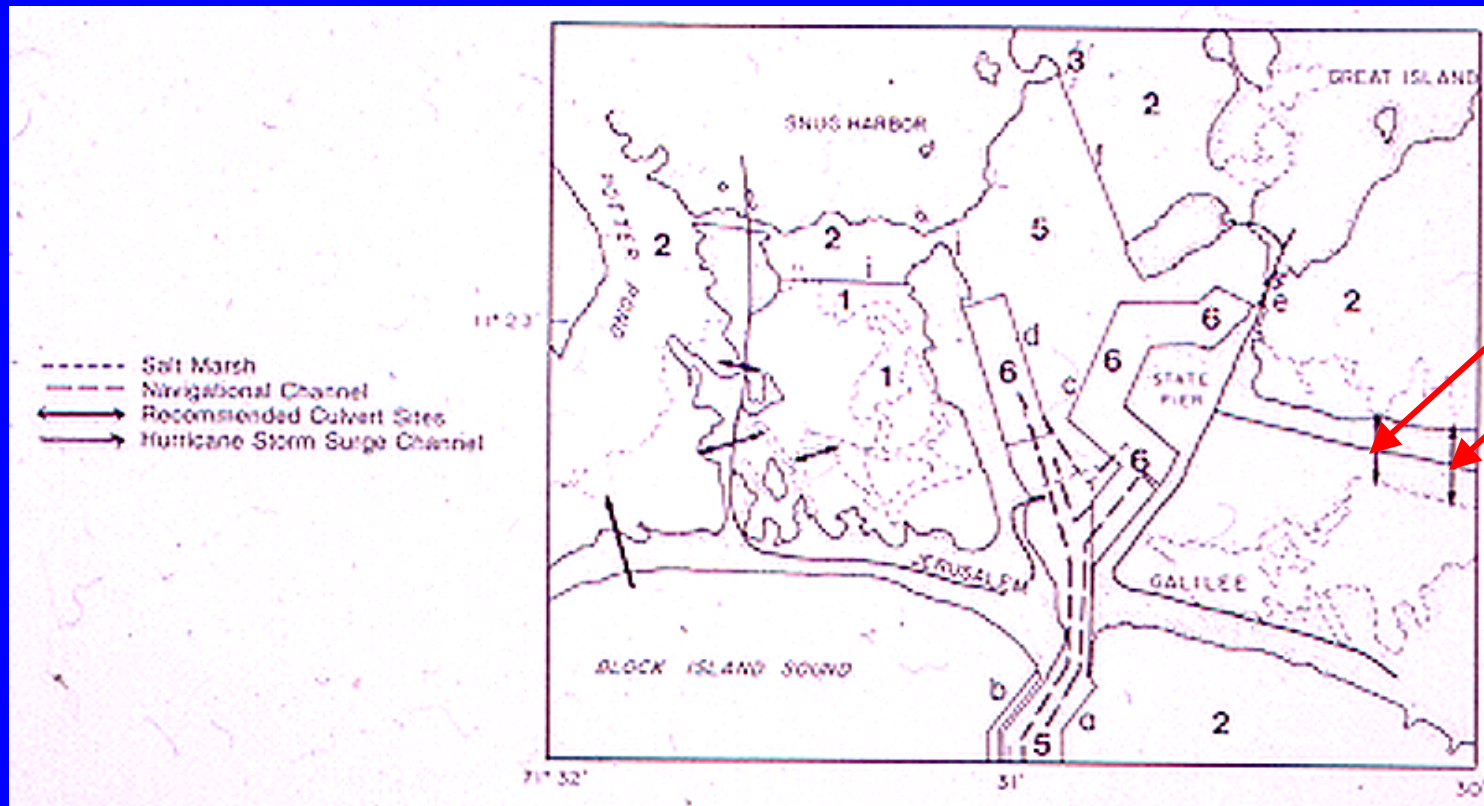 3
GREAT ISLAND
2
SNUG HARBOR
f
POTTER POND
2
2
5
i
1
2
e
6
11° 23'
d
6
1
6
c
STATE PIER
Salt Marsh
Navigational Channel
Recommended Culvert Sites
Hurricane Storm Surge Channel
6
JERUSALEM
GALILEE
BLOCK ISLAND SOUND
b
a
2
5
71° 32'
31'
30'